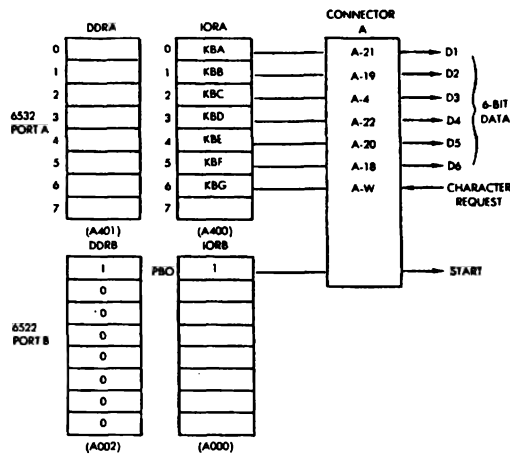 CONNECTOR
A
DDRA IORA
0 0 KBA A-21 D1
1 1 KBB A-19 D2
2 2 KBC A-4 D3
6532 PORT A
3 3 KBD A-22 D4
6-BIT DATA
4 4 KBE A-20 D5
5 5 KBF A-18 D6
6 6 KBG A-W CHARACTER REQUEST
7 7
(A401) (A400)
DDRB IORB
1 PBO 1 START
0
0
6522 PORT B
0
0
0
0
0
(A002) (A000)